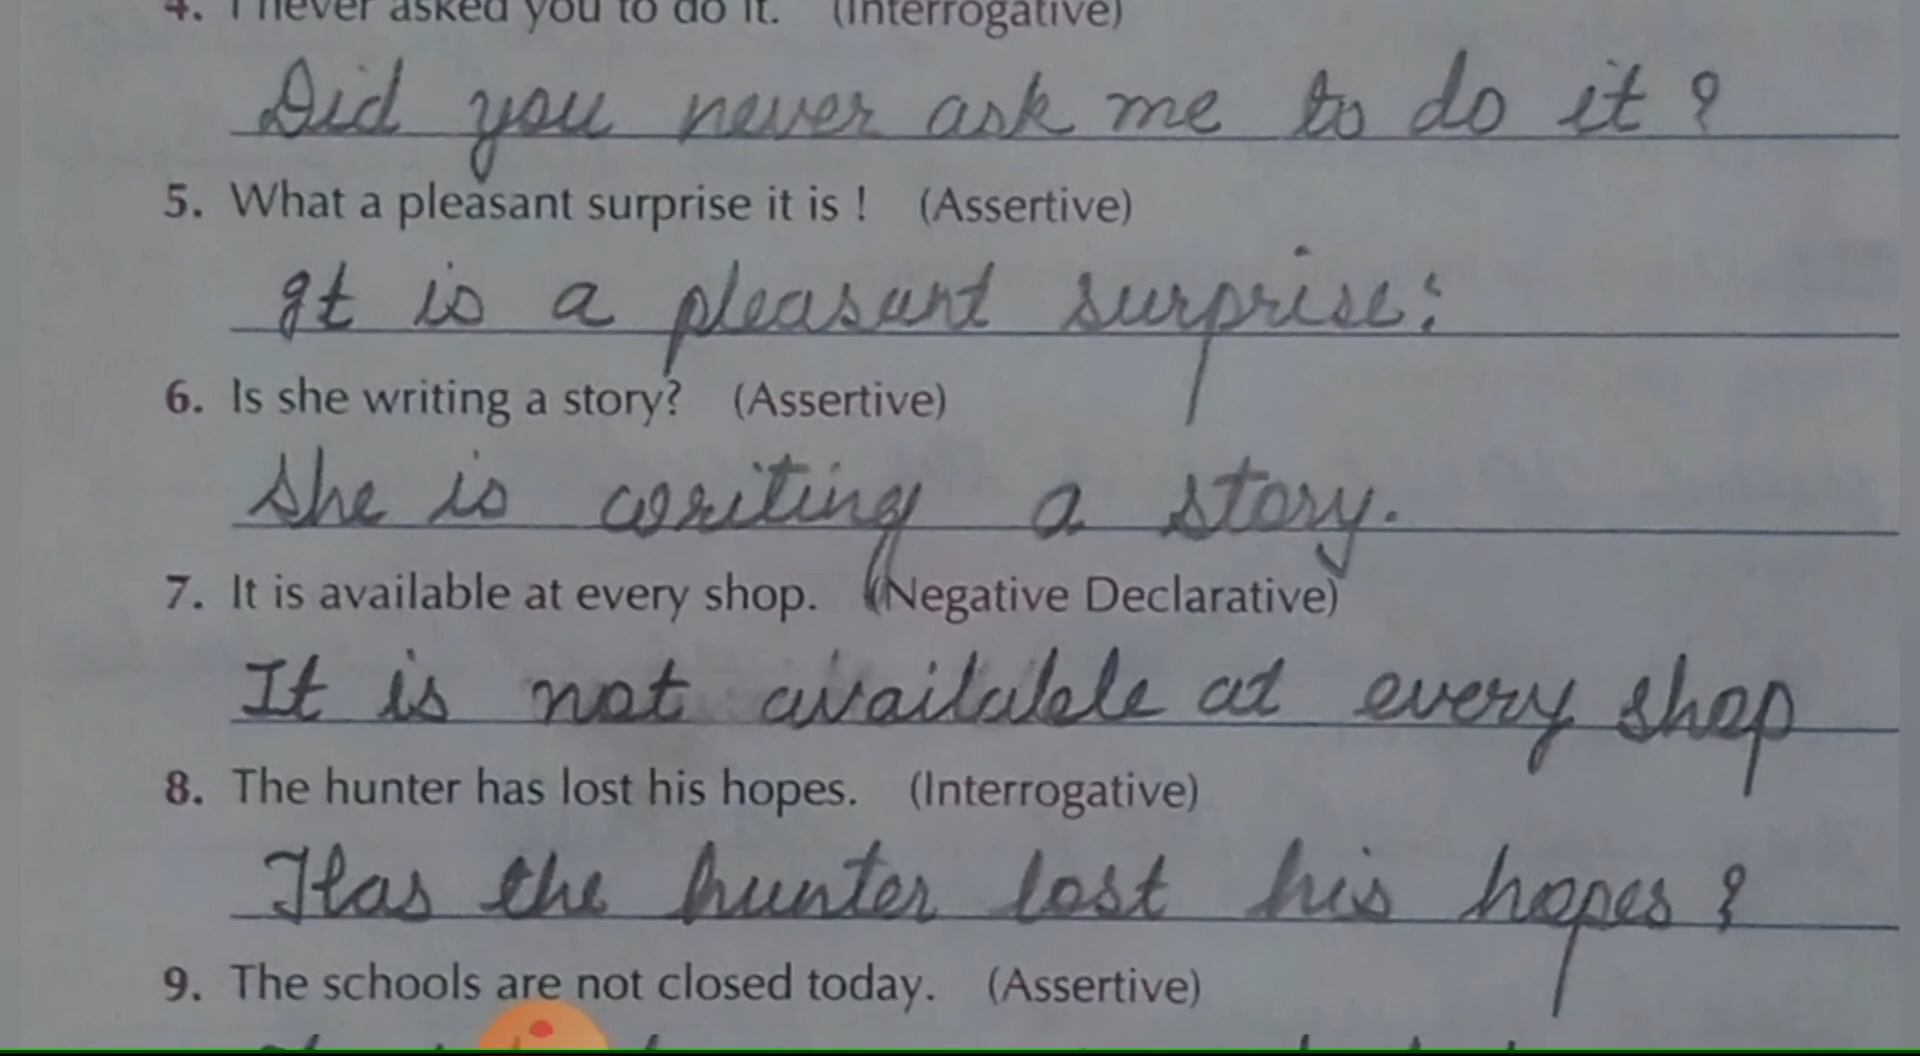 4. I never asked you to do it. (Interrogative)
Did you never ask me to do it ?
5. What a pleasant surprise it is ! (Assertive)
It is a pleasant surprise:
6. Is she writing a story? (Assertive)
She is writing a story.
7. It is available at every shop. (Negative Declarative)
It is not available at every shop
8. The hunter has lost his hopes. (Interrogative)
Has the hunter lost his hopes ?
9. The schools are not closed today. (Assertive)